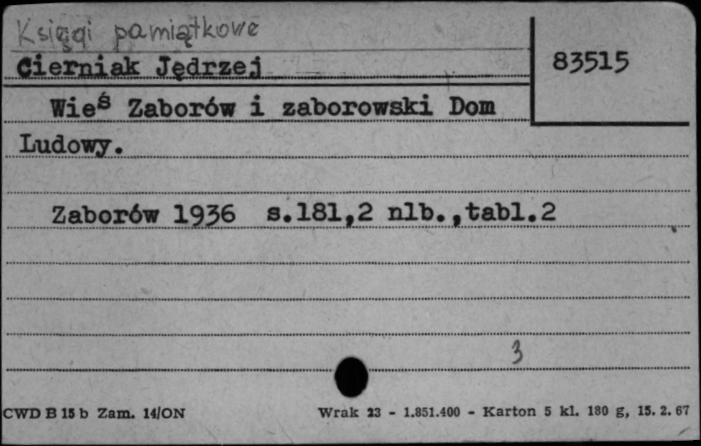 Księgi pamiątkowe
Cierniak Jędrzej
83515
Wieś Zaborów i zaborowski Dom
Ludowy.
Zaborów 1936 s.181,2 nlb.,tabl.2
3
CWD B 15 b Zam. 14/ON
Wrak 23 - 1.851.400 - Karton 5 kl. 180 g, 15. 2. 67